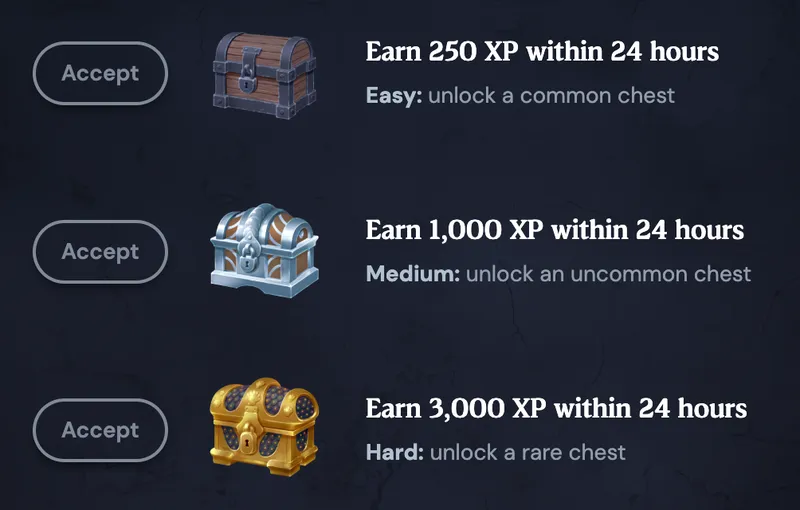 Accept
Earn 250 XP within 24 hours
Easy: unlock a common chest
Accept
Earn 1,000 XP within 24 hours
Medium: unlock an uncommon chest
Accept
Earn 3,000 XP within 24 hours
Hard: unlock a rare chest